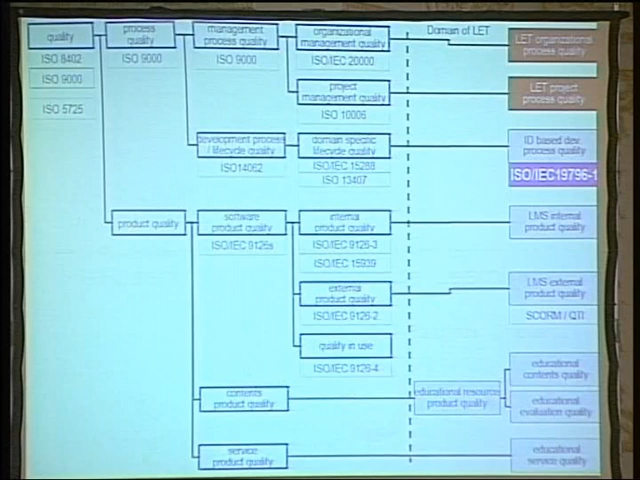 quality
ISO 8402
ISO 9000
ISO 5725
process
quality
ISO 9000
management
process quality
ISO 9000
organizational
management quality
ISO/IEC 20000
project
management quality
ISO 10006
Domain of LET
LET organizational
process quality
LET project
process quality
development process
/ lifecycle quality
ISO14062
domain specific
lifecycle quality
ISO/IEC 15288
ISO 13407
ID based dev.
process quality
ISO/IEC19796-1
product quality
software
product quality
ISO/IEC 9126s
internal
product quality
ISO/IEC 9126-3
ISO/IEC 15939
LMS internal
product quality
external
product quality
ISO/IEC 9126-2
LMS external
product quality
SCORM / QTI
quality in use
ISO/IEC 9126-4
contents
product quality
educational resource
product quality
educational
contents quality
educational
evaluation quality
service
product quality
educational
service quality